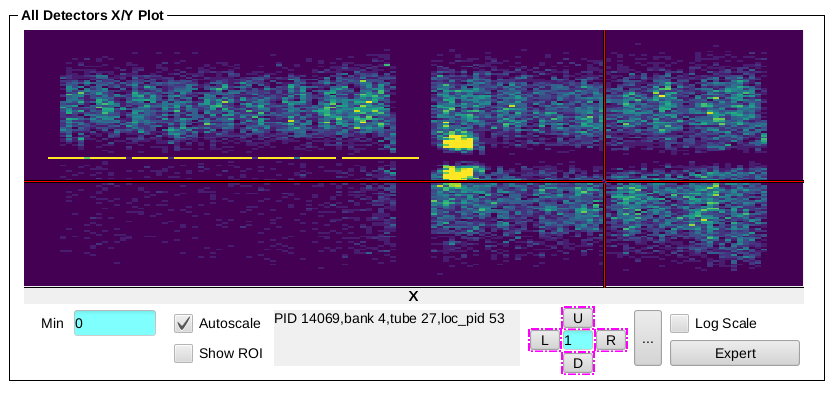 All Detectors X/Y Plot
X
Min 0 Autoscale PID 14069,bank 4,tube 27,loc_pid 53 U Log Scale
L 1 R ...
Show ROI D Expert